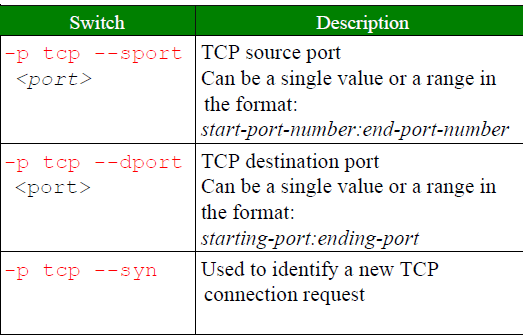 Switch Description
-p tcp --sport TCP source port
<port> Can be a single value or a range in
the format:
start-port-number:end-port-number
-p tcp --dport TCP destination port
<port> Can be a single value or a range in
the format:
starting-port:ending-port
-p tcp --syn Used to identify a new TCP
connection request